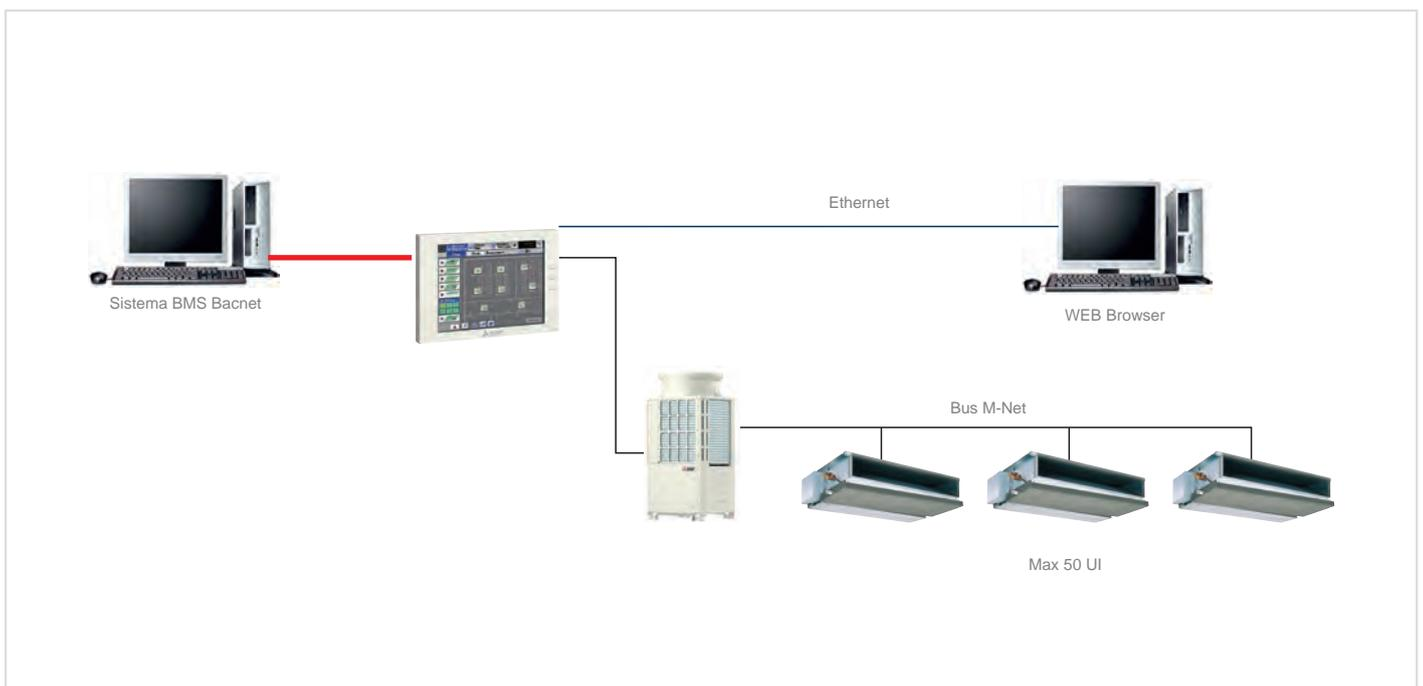 Ethernet
Sistema BMS Bacnet
WEB Browser
Bus M-Net
Max 50 UI